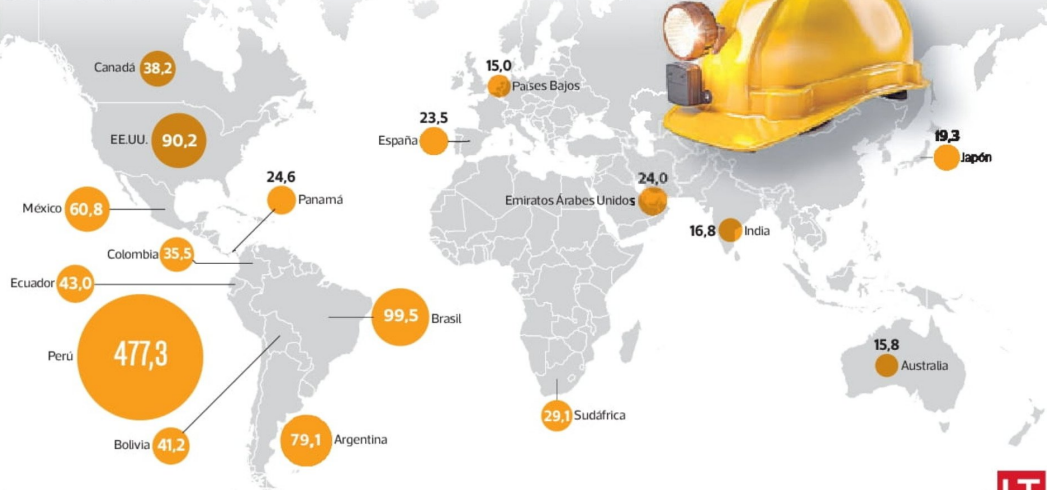 Canadá 38,2
EE.UU. 90,2
México 60,8
24,6
Panamá
Colombia 35,5
Ecuador 43,0
Perú 477,3
Bolivia 41,2
79,1 Argentina
99,5 Brasil
15,0
Países Bajos
23,5
España
24,0
Emiratos Árabes Unidos
16,8 India
19,3
Japón
15,8
Australia
29,1 Sudáfrica
LT